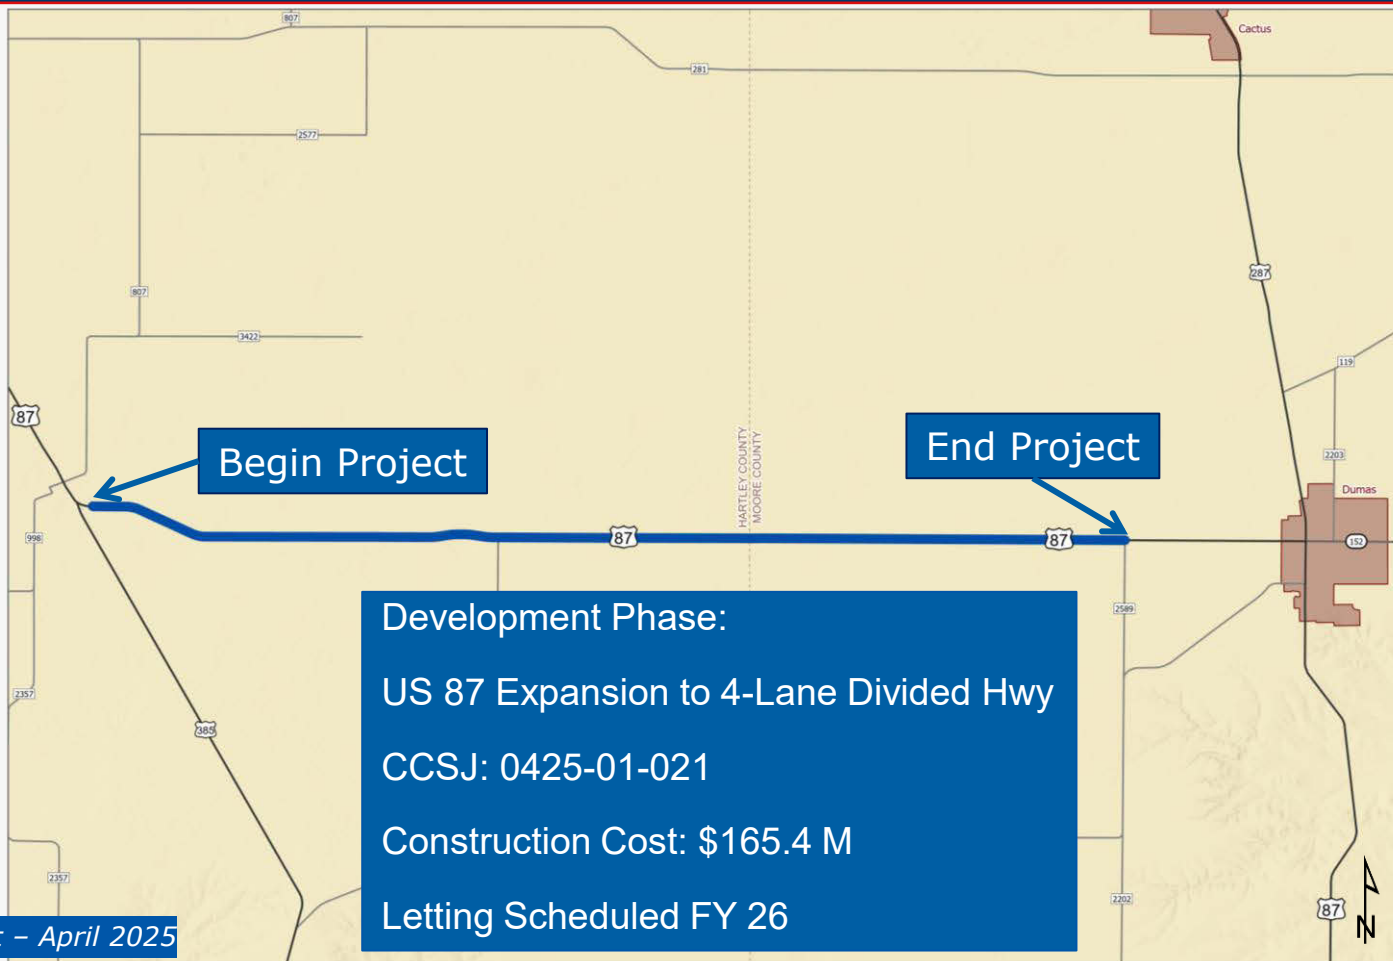 807
Cactus
281
2577
287
807
3422
119
87
Begin Project
End Project
HARTLEY COUNTY
MOORE COUNTY
2203
Dumas
998
87
87
152
Development Phase:
US 87 Expansion to 4-Lane Divided Hwy
CCSJ: 0425-01-021
Construction Cost: $165.4 M
Letting Scheduled FY 26
2589
2357
385
2357
2202
87
N
– April 2025